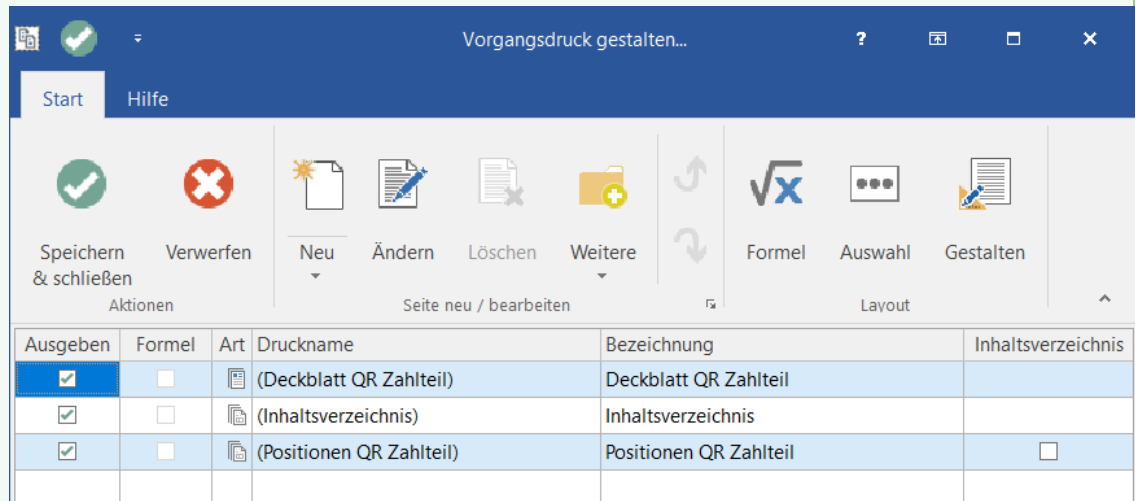 Vorgangsdruck gestalten...
?
Start Hilfe
Speichern & schließen
Verwerfen
Neu
Ändern
Löschen
Weitere
Formel
Auswahl
Gestalten
Aktionen
Seite neu / bearbeiten
Layout
Ausgeben Formel Art Druckname Bezeichnung Inhaltsverzeichnis
(Deckblatt QR Zahlteil) Deckblatt QR Zahlteil
(Inhaltsverzeichnis) Inhaltsverzeichnis
(Positionen QR Zahlteil) Positionen QR Zahlteil